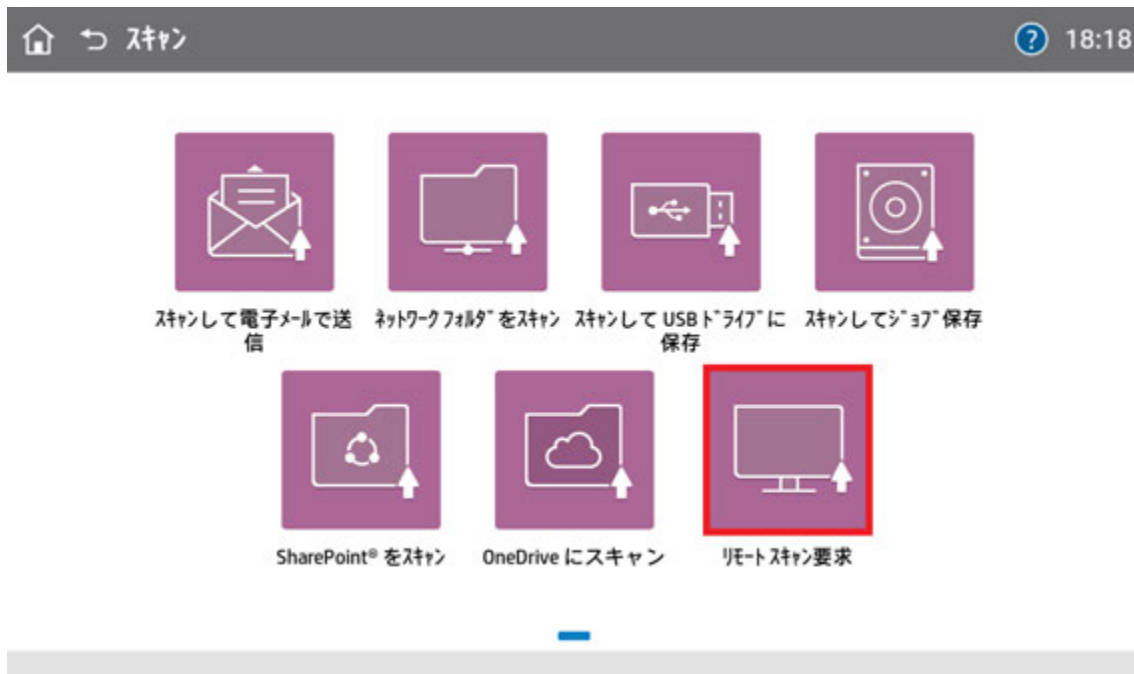 ｽｷｬﾝ
? 18:18
ｽｷｬﾝして電子ﾒｰﾙで送
信
ﾈｯﾄﾜｰｸ ﾌｫﾙﾀﾞをｽｷｬﾝ
ｽｷｬﾝして USB ﾄﾞﾗｲﾌﾞに
保存
ｽｷｬﾝしてｼﾞｮﾌﾞ保存
SharePoint® をｽｷｬﾝ
OneDrive にスキャン
ﾘﾓｰﾄ ｽｷｬﾝ要求